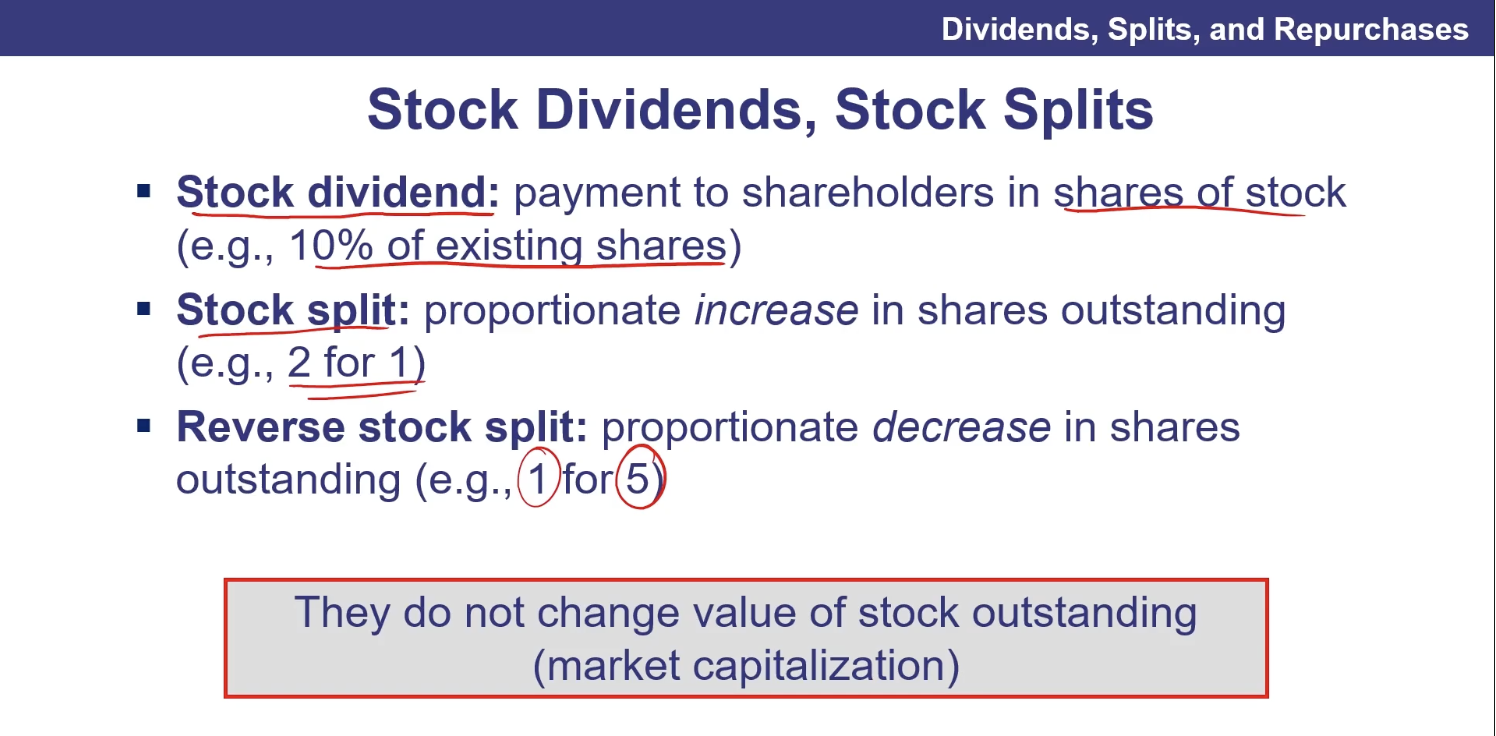 Dividends, Splits, and Repurchases
Stock Dividends, Stock Splits
▪ Stock dividend: payment to shareholders in shares of stock
(e.g., 10% of existing shares)
▪ Stock split: proportionate increase in shares outstanding
(e.g., 2 for 1)
▪ Reverse stock split: proportionate decrease in shares
outstanding (e.g., 1 for 5)
They do not change value of stock outstanding
(market capitalization)